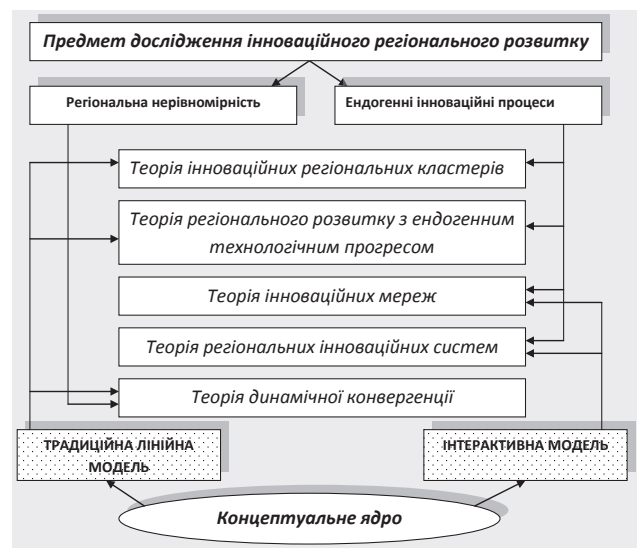 Предмет дослідження інноваційного регіонального розвитку
Регіональна нерівномірність
Ендогенні інноваційні процеси
Теорія інноваційних регіональних кластерів
Теорія регіонального розвитку з ендогенним
технологічним прогресом
Теорія інноваційних мереж
Теорія регіональних інноваційних систем
Теорія динамічної конвергенції
ТРАДИЦІЙНА ЛІНІЙНА
МОДЕЛЬ
ІНТЕРАКТИВНА МОДЕЛЬ
Концептуальне ядро